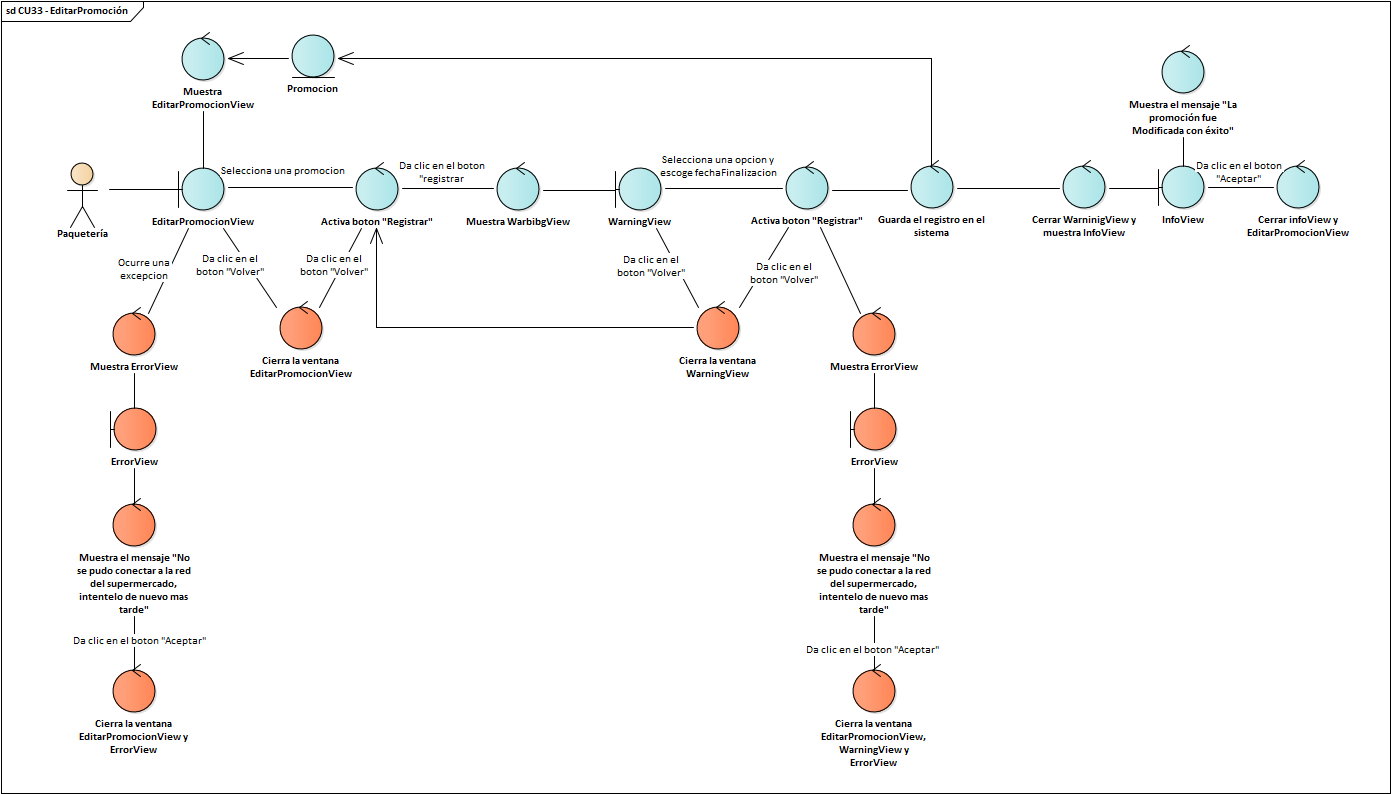 sd CU33 - EditarPromoción
Muestra
EditarPromocionView
Promocion
Muestra el mensaje "La
promoción fue
Modificada con éxito"
Paquetería
EditarPromocionView
Selecciona una promocion
Activa boton "Registrar"
Da clic en el boton
"registrar
Muestra WarbibgView
WarningView
Selecciona una opcion y
escoge fechaFinalizacion
Activa boton "Registrar"
Guarda el registro en el
sistema
Cerrar WarninigView y
muestra InfoView
InfoView
Da clic en el boton
"Aceptar"
Cerrar infoView y
EditarPromocionView
Ocurre una
excepcion
Da clic en el
boton "Volver"
Da clic en el
boton "Volver"
Da clic en el
boton "Volver"
Da clic en el
boton "Volver"
Muestra ErrorView
Cierra la ventana
EditarPromocionView
Cierra la ventana
WarningView
Muestra ErrorView
ErrorView
ErrorView
Muestra el mensaje "No
se pudo conectar a la red
del supermercado,
intentelo de nuevo mas
tarde"
Muestra el mensaje "No
se pudo conectar a la red
del supermercado,
intentelo de nuevo mas
tarde"
Da clic en el boton "Aceptar"
Da clic en el boton "Aceptar"
Cierra la ventana
EditarPromocionView y
ErrorView
Cierra la ventana
EditarPromocionView,
WarningView y
ErrorView